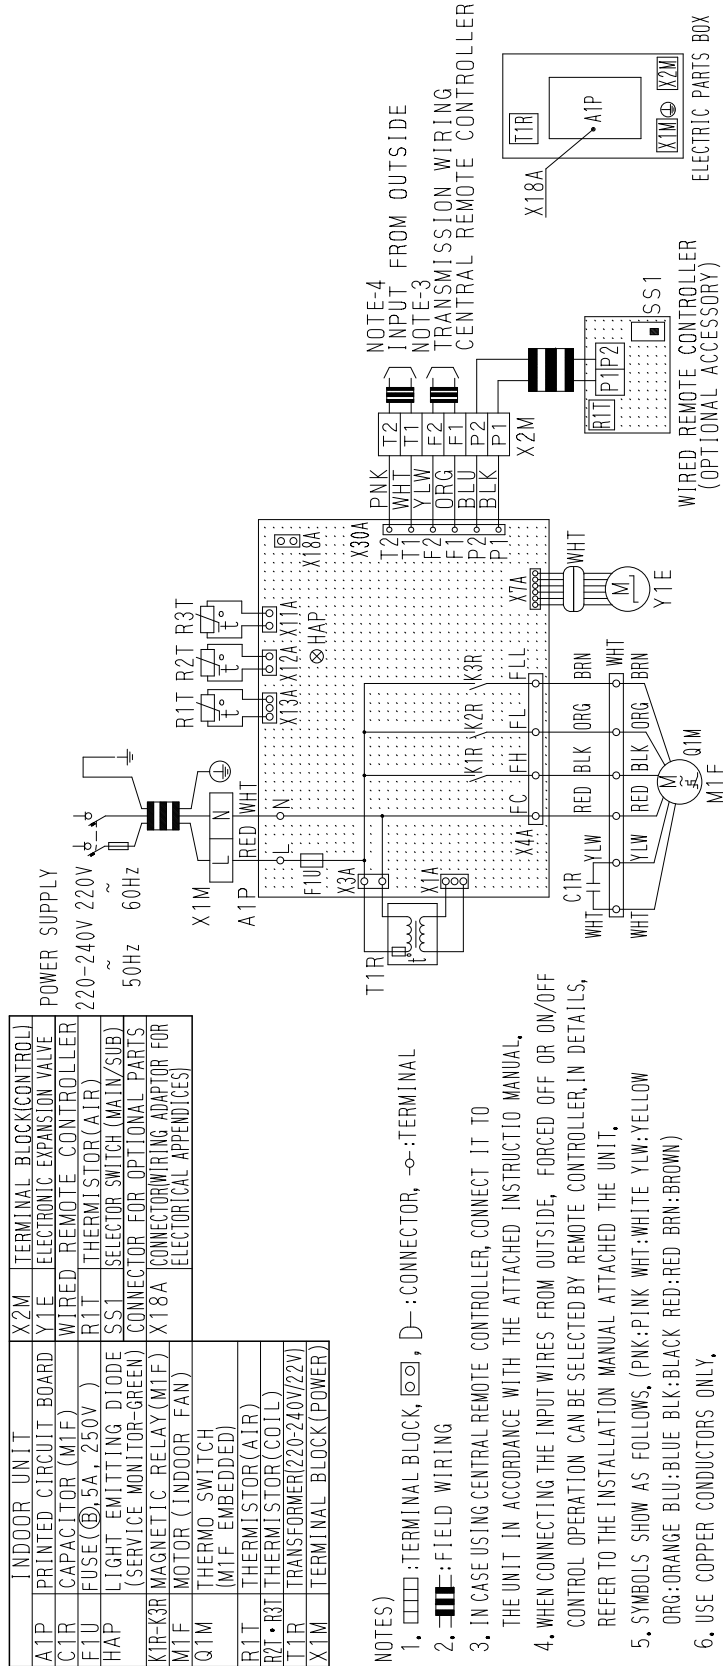 INDOOR UNIT
A1P PRINTED CIRCUIT BOARD
C1R CAPACITOR (M1F)
F1U FUSE(Ⓑ,5A,250V)
HAP LIGHT EMITTING DIODE
(SERVICE MONITOR-GREEN)
K1R-K3R MAGNETIC RELAY(M1F)
M1F MOTOR (INDOOR FAN)
Q1M THERMO SWITCH
(M1F EMBEDDED)
R1T THERMISTOR(AIR)
R2T・R3T THERMISTOR(COIL)
T1R TRANSFORMER(220-240V/22V)
X1M TERMINAL BLOCK(POWER)
X2M TERMINAL BLOCK(CONTROL)
Y1E ELECTRONIC EXPANSION VALVE
WIRED REMOTE CONTROLLER
R1T THERMISTOR(AIR)
SS1 SELECTOR SWITCH(MAIN/SUB)
CONNECTOR FOR OPTIONAL PARTS
X18A CONNECTOR(WIRING ADAPTOR FOR
ELECTORICAL APPENDICES)
NOTES)
1. :TERMINAL BLOCK, , :CONNECTOR, :TERMINAL
2. :FIELD WIRING
3. IN CASE USING CENTRAL REMOTE CONTROLLER,CONNECT IT TO
THE UNIT IN ACCORDANCE WITH THE ATTACHED INSTRUCTIO MANUAL.
4. WHEN CONNECTING THE INPUT WIRES FROM OUTSIDE, FORCED OFF OR ON/OFF
CONTROL OPERATION CAN BE SELECTED BY REMOTE CONTROLLER,IN DETAILS,
REFER TO THE INSTALLATION MANUAL ATTACHED THE UNIT.
5. SYMBOLS SHOW AS FOLLOWS.(PNK:PINK WHT:WHITE YLW:YELLOW
ORG:ORANGE BLU:BLUE BLK:BLACK RED:RED BRN:BROWN)
6. USE COPPER CONDUCTORS ONLY.
POWER SUPPLY
220-240V 220V
~ ~
50Hz 60Hz
X1M
L N
A1P
RED WHT
L N
F1U
X3A
X1A
T1R
t°
R1T R2T R3T
t° t° t°
X13A X12A X11A
HAP
X18A
X30A
T2 T1 F2 F1 P2 P1
PNK
WHT
YLW
ORG
BLU
BLK
T2 T1 F2 F1 P2 P1
X2M
NOTE-4
INPUT FROM OUTSIDE
NOTE-3
TRANSMISSION WIRING
CENTRAL REMOTE CONTROLLER
K1R K2R K3R
X4A FC FH FL FLL
RED BLK ORG BRN
WHT
C1R
WHT YLW
WHT YLW RED BLK ORG BRN
M
~
Q1M
M1F
X7A
WHT
M
Y1E
R1T P1 P2
SS1
WIRED REMOTE CONTROLLER
(OPTIONAL ACCESSORY)
X18A
T1R
A1P
X1M X2M
ELECTRIC PARTS BOX